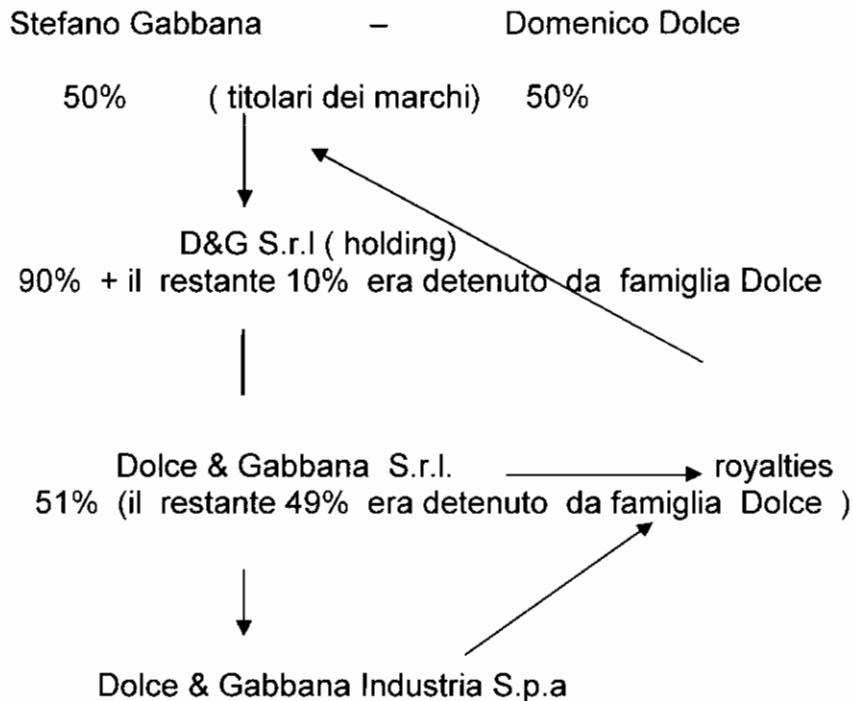 Stefano Gabbana – Domenico Dolce
50% ( titolari dei marchi) 50%
D&G S.r.l ( holding)
90% + il restante 10% era detenuto da famiglia Dolce
Dolce & Gabbana S.r.l. royalties
51% (il restante 49% era detenuto da famiglia Dolce )
Dolce & Gabbana Industria S.p.a